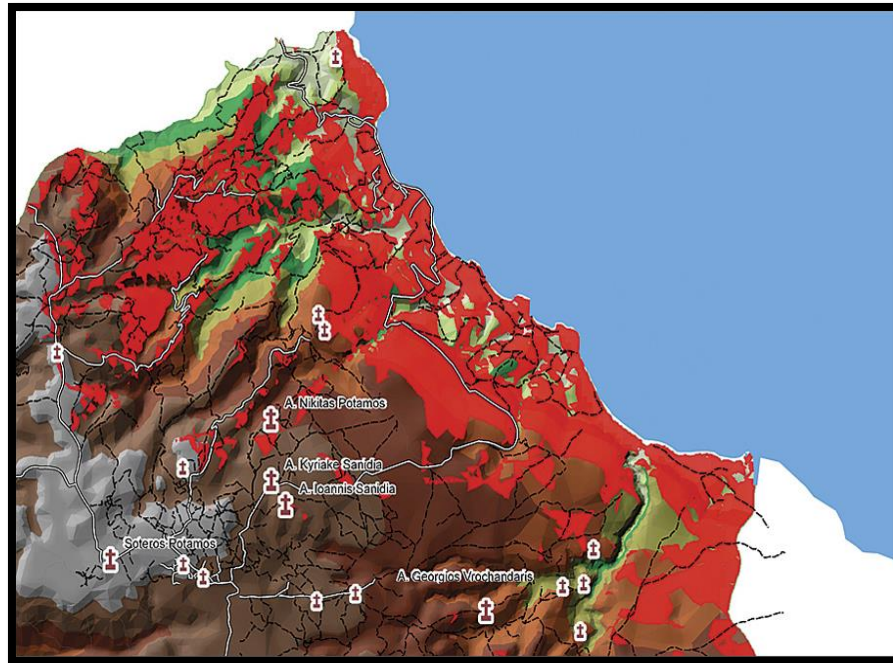 A. Nikitas Potamos
A. Kyriake Sanidia
A. Ioannis Sanidia
Soteros Potamos
A. Georgios Vrochandaris